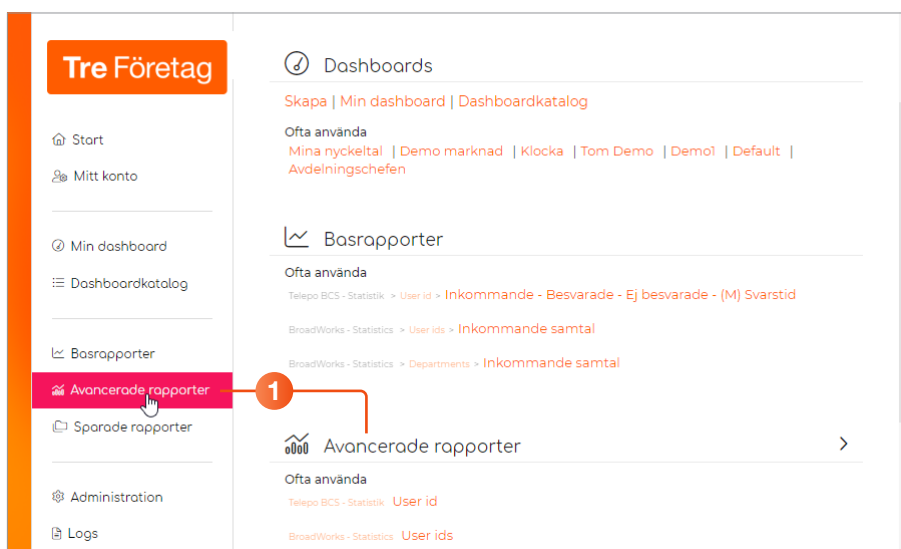 Tre Företag
Start
Mitt konto
Min dashboard
Dashboardkatalog
Basrapporter
Avancerade rapporter
Sparade rapporter
Administration
Logs
1
Dashboards
Skapa | Min dashboard | Dashboardkatalog
Ofta använda
Mina nyckeltal | Demo marknad | Klocka | Tom Demo | Demo1 | Default |
Avdelningschefen
Basrapporter
Ofta använda
Telepo BCS - Statistik > User id > Inkommande - Besvarade - Ej besvarade - (M) Svarstid
BroadWorks - Statistics > User ids > Inkommande samtal
BroadWorks - Statistics > Departments > Inkommande samtal
Avancerade rapporter >
Ofta använda
Telepo BCS - Statistik User id
BroadWorks - Statistics User ids